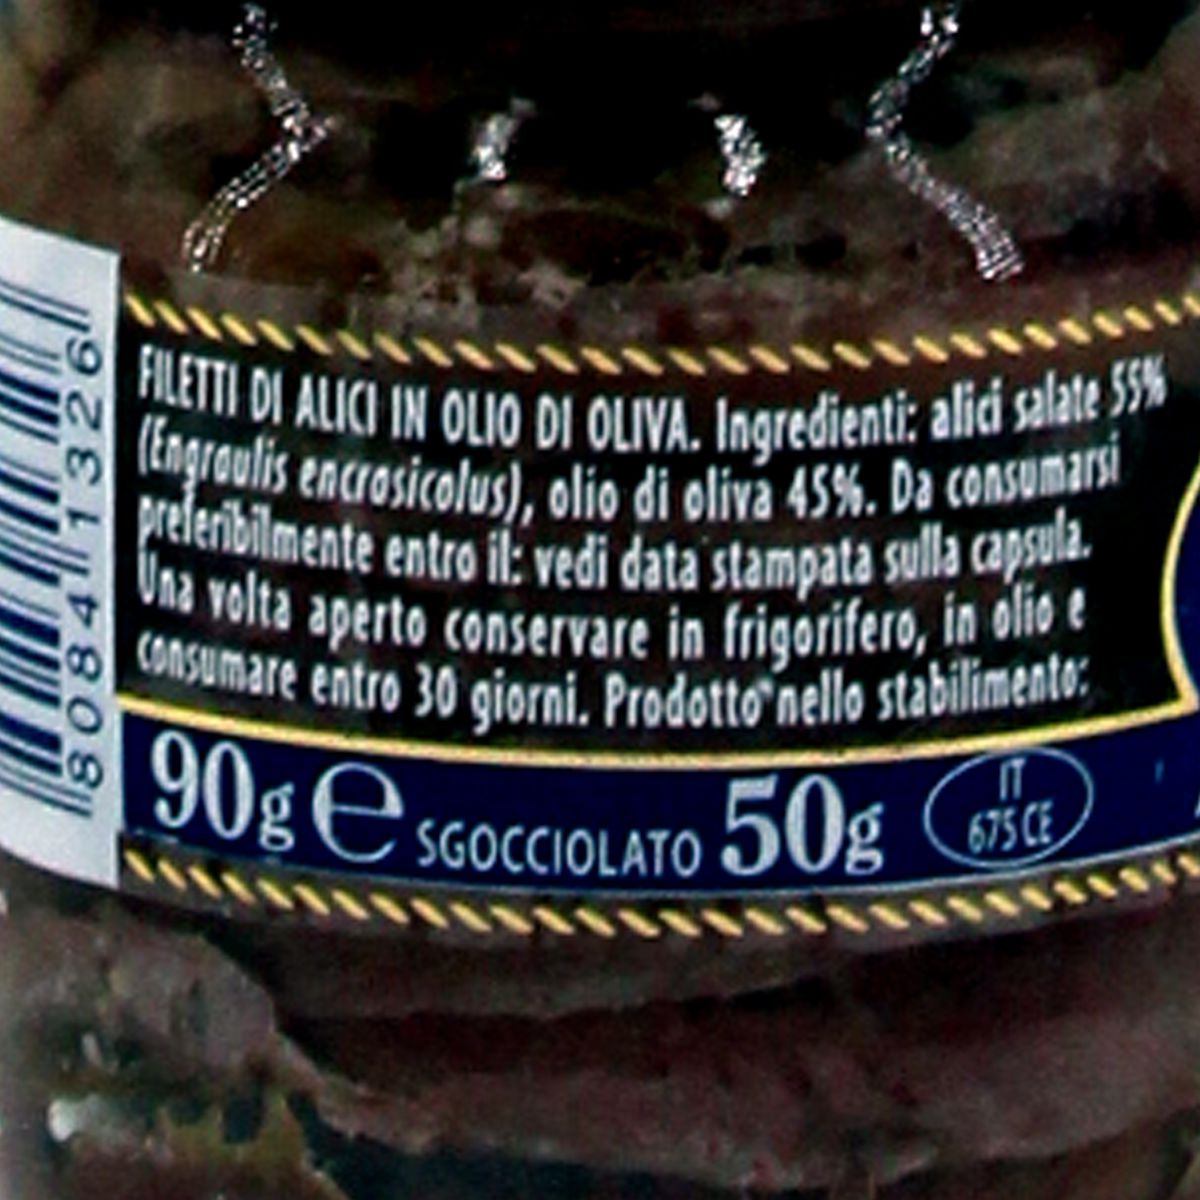 FILETTI DI ALICI IN OLIO DI OLIVA. Ingredienti: alici salate 55%
(Engraulis encrasicolus), olio di oliva 45%. Da consumarsi
preferibilmente entro il: vedi data stampata sulla capsula.
Una volta aperto conservare in frigorifero, in olio e
consumare entro 30 giorni. Prodotto nello stabilimento:
90g e SGOCCIOLATO 50g
IT
675 CE
80841326